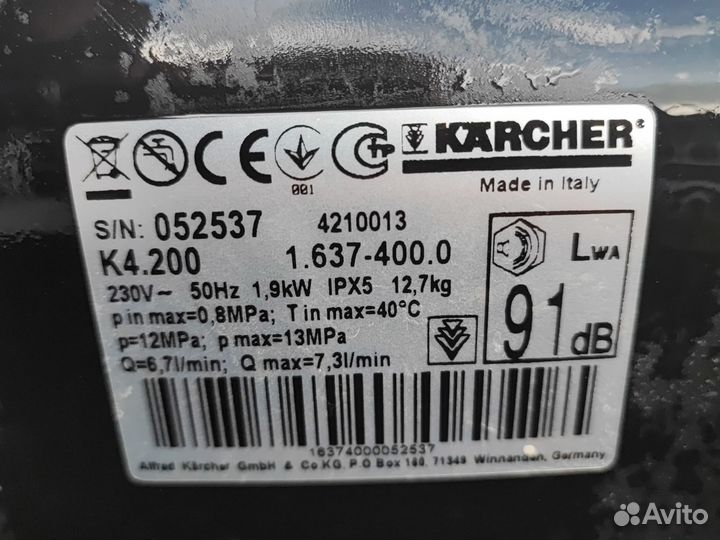 CE
001
KÄRCHER
Made in Italy
S/N: 052537 4210013
K4.200 1.637-400.0
230V~ 50Hz 1,9kW IPX5 12,7kg
p in max=0,8MPa; T in max=40°C
p=12MPa; p max=13MPa
Q=6,7l/min; Q max=7,3l/min
LWA
91dB
16374000052537
Alfred Kärcher GmbH & Co KG. P.O Box 160. 71349 Winnenden, Germany
Avito